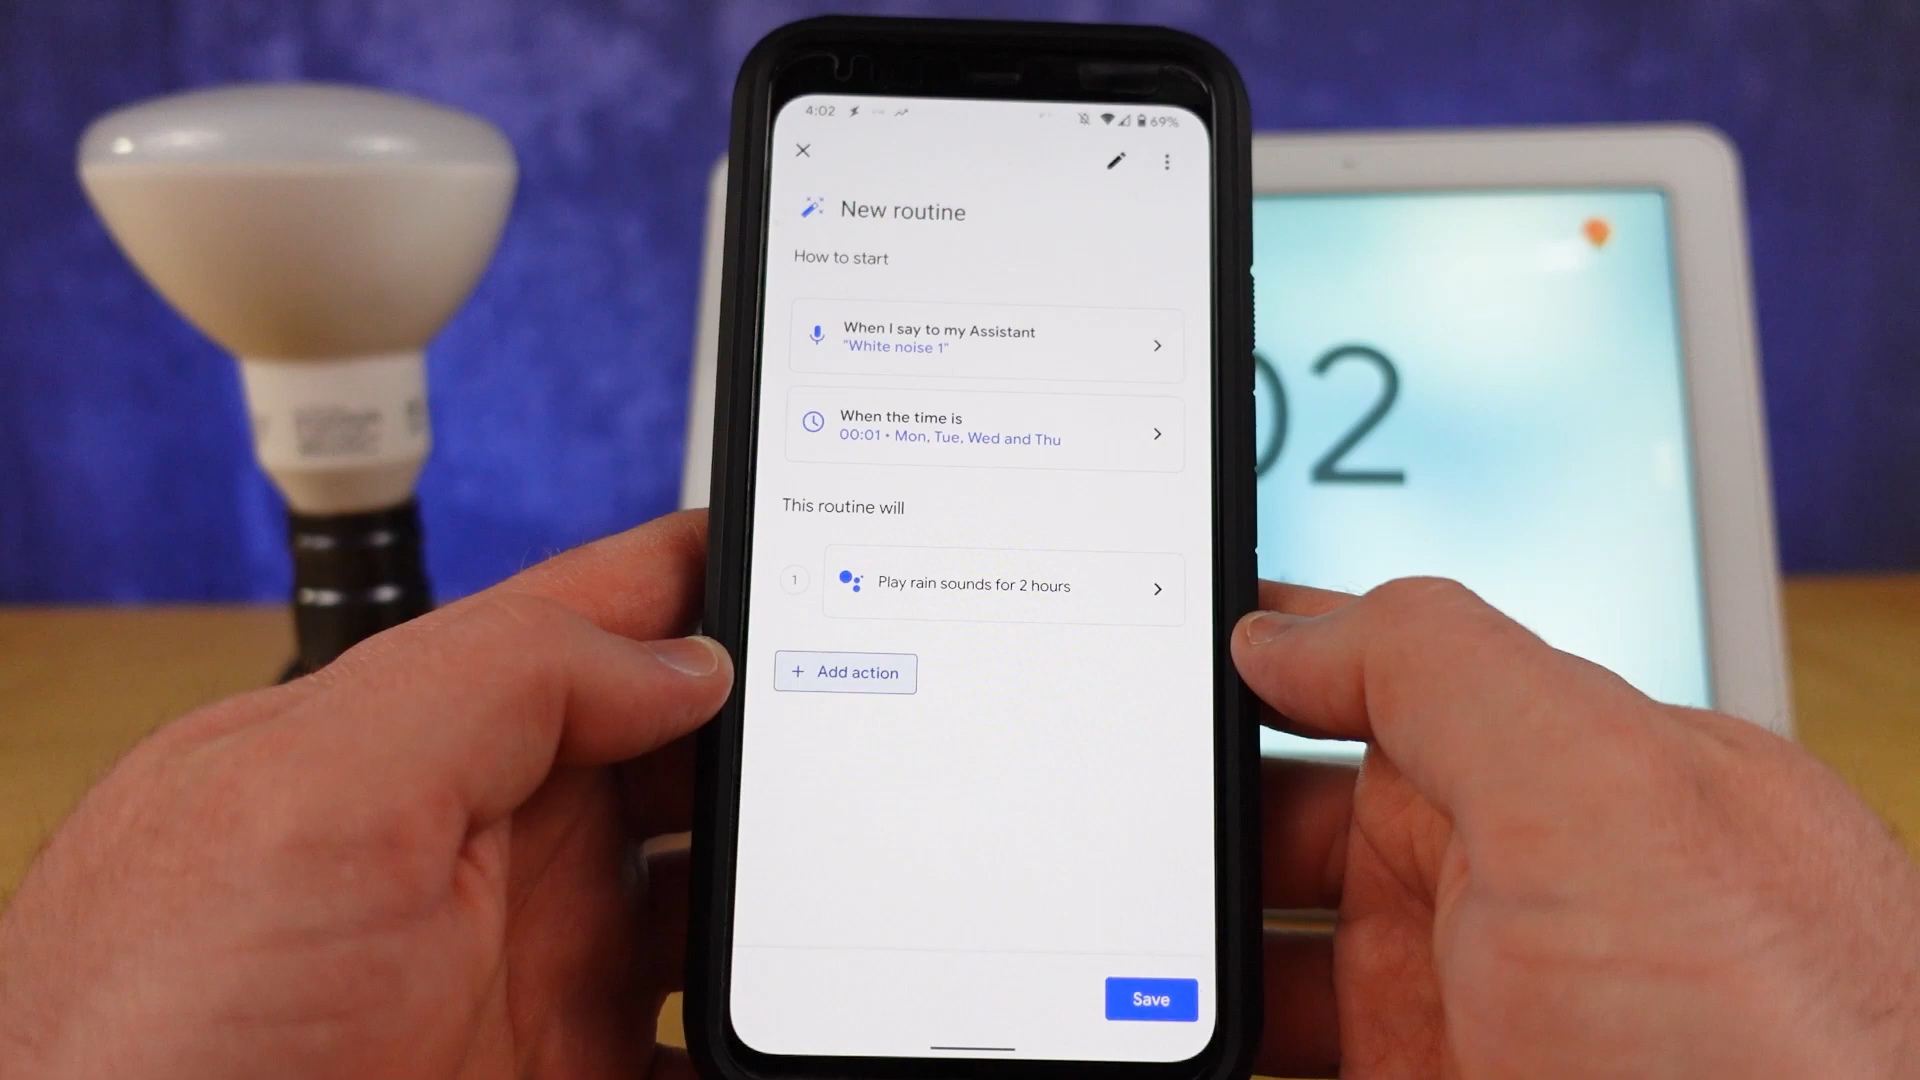 4:02
69%
New routine
How to start
When I say to my Assistant
"White noise 1"
When the time is
00:01 • Mon, Tue, Wed and Thu
This routine will
1
Play rain sounds for 2 hours
+ Add action
Save
02